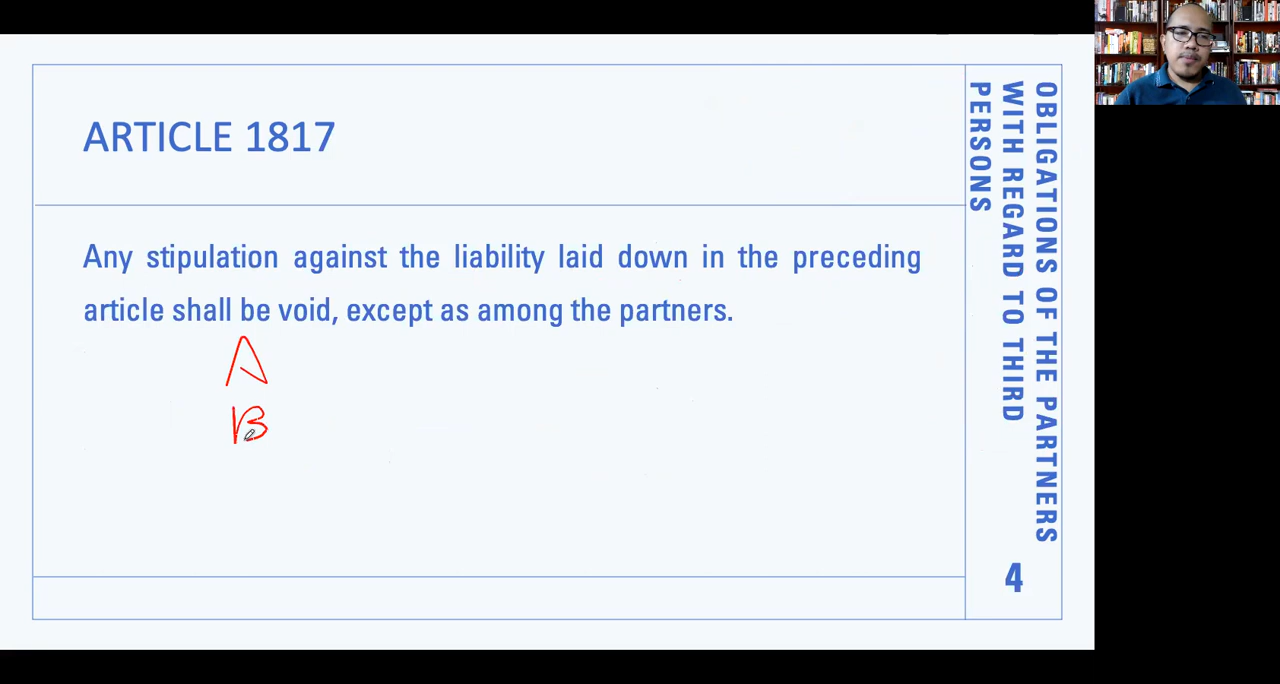 ARTICLE 1817
Any stipulation against the liability laid down in the preceding
article shall be void, except as among the partners.
A
B
OBLIGATIONS OF THE PARTNERS
WITH REGARD TO THIRD
PERSONS
4